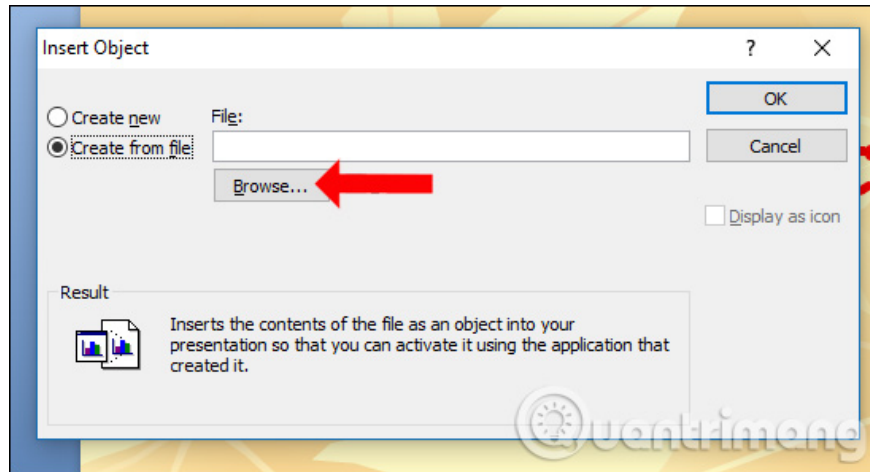 Insert Object
?
Create new
File:
OK
Create from file
Cancel
Browse...
Display as icon
Result
Inserts the contents of the file as an object into your
presentation so that you can activate it using the application that
created it.
Quantrimang